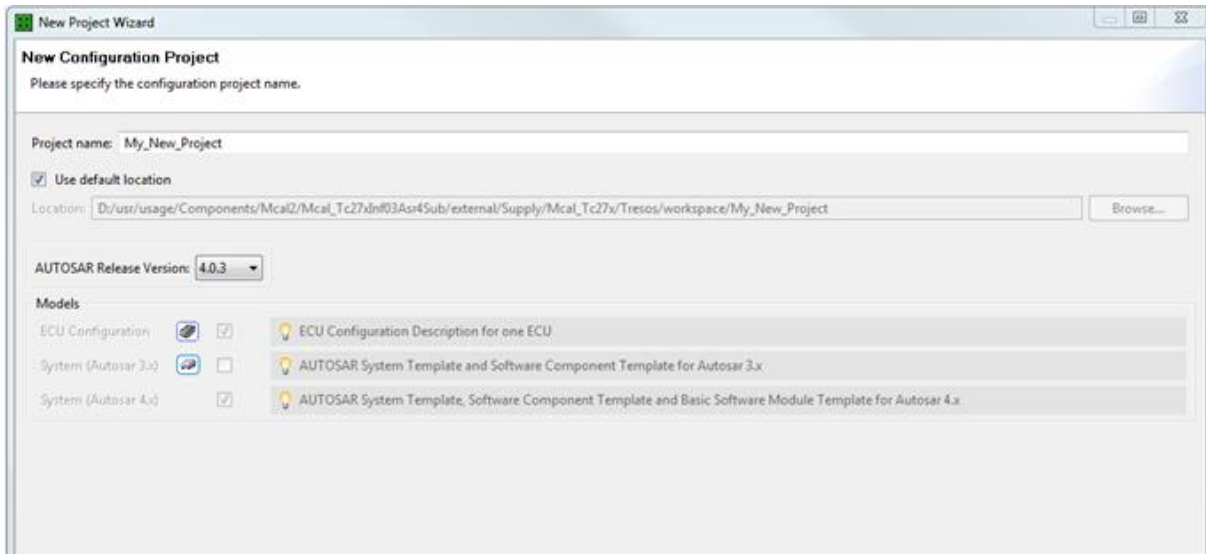 New Project Wizard
New Configuration Project
Please specify the configuration project name.
Project name: My_New_Project
Use default location
Location: D:/usr/usage/Components/Mcal2/Mcal_Tc27xInf03Asr4Sub/external/Supply/Mcal_Tc27x/Tresos/workspace/My_New_Project Browse...
AUTOSAR Release Version: 4.0.3
Models
ECU Configuration ECU Configuration Description for one ECU
System (Autosar 3.x) AUTOSAR System Template and Software Component Template for Autosar 3.x
System (Autosar 4.x) AUTOSAR System Template, Software Component Template and Basic Software Module Template for Autosar 4.x